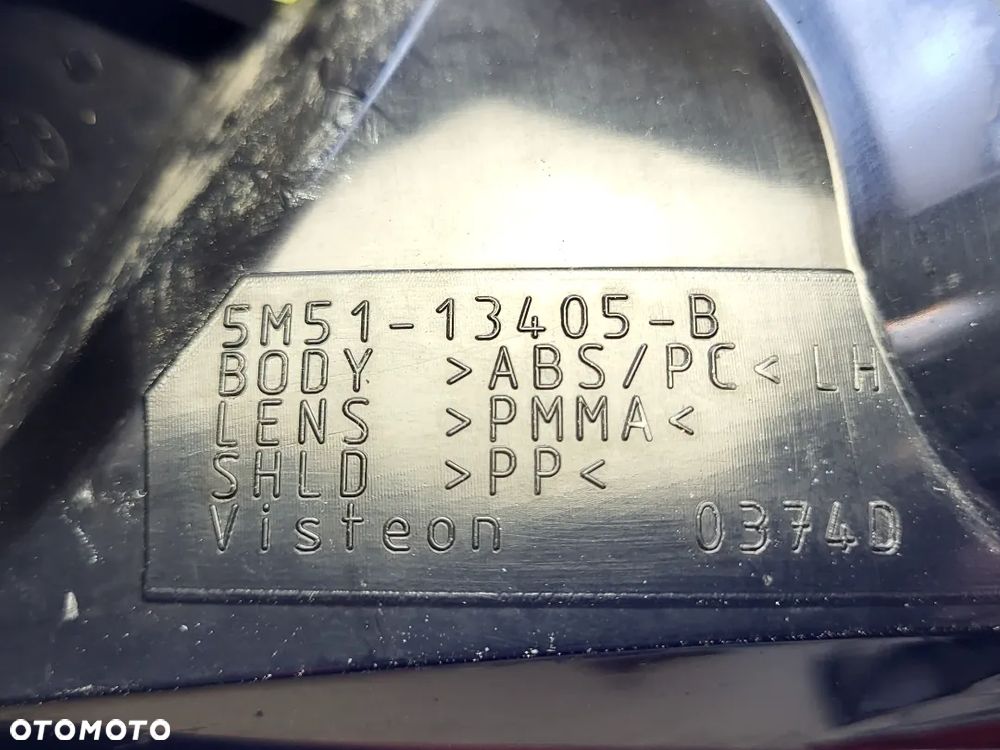 5M51-13405-B
BODY >ABS/PC< LH
LENS >PMMA<
SHLD >PP<
Visteon 0374D
OTOMOTO